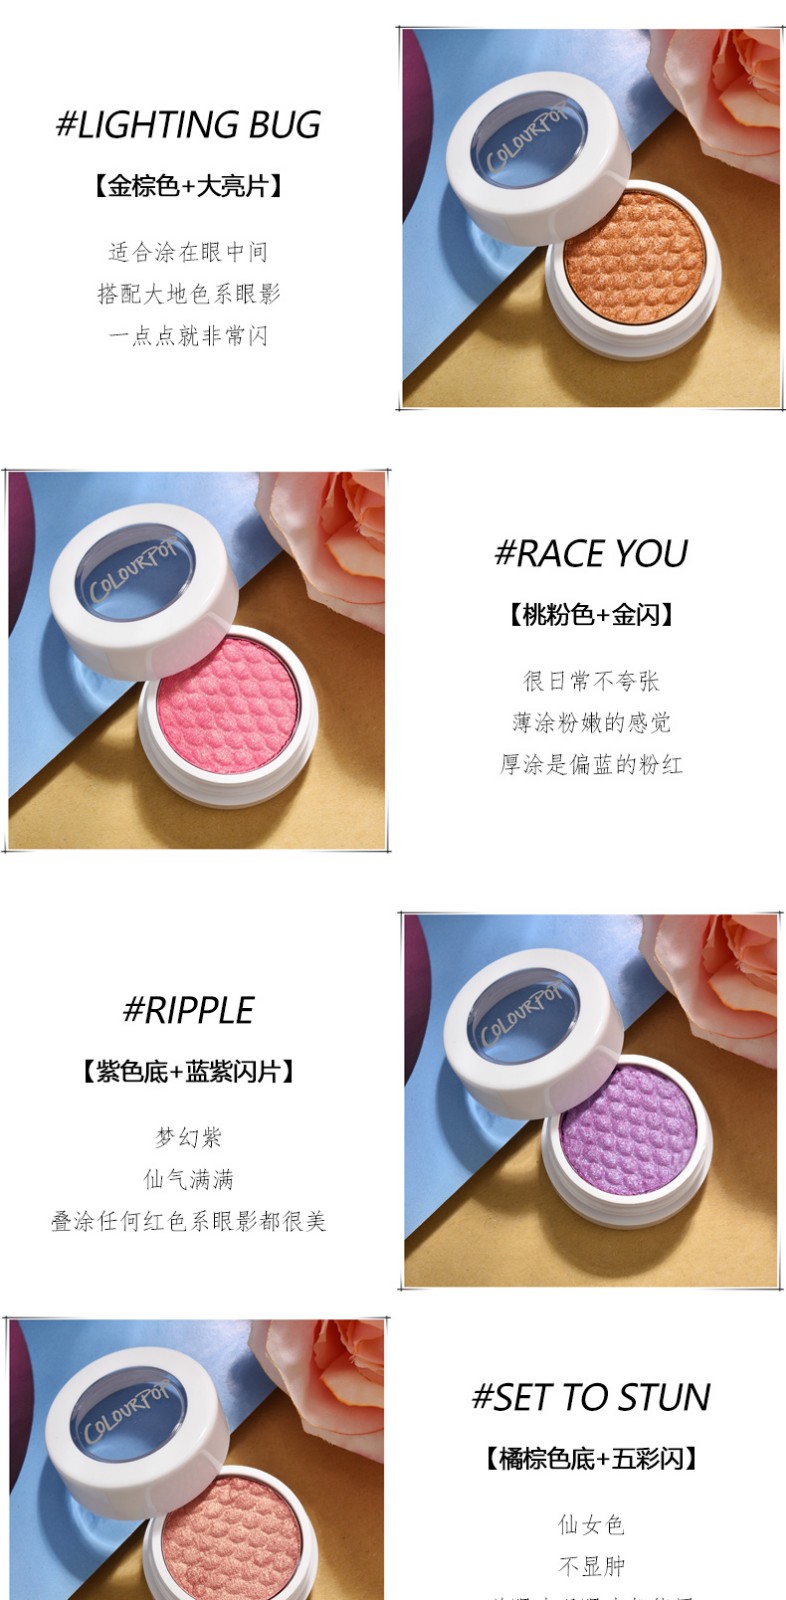 #LIGHTING BUG
【金棕色+大亮片】
适合涂在眼中间
搭配大地色系眼影
一点点就非常闪
COLOURPOP
COLOURPOP
#RACE YOU
【桃粉色+金闪】
很日常不夸张
薄涂粉嫩的感觉
厚涂是偏蓝的粉红
#RIPPLE
【紫色底+蓝紫闪片】
梦幻紫
仙气满满
叠涂任何红色系眼影都很美
COLOURPOP
COLOURPOP
#SET TO STUN
【橘棕色底+五彩闪】
仙女色
不显肿